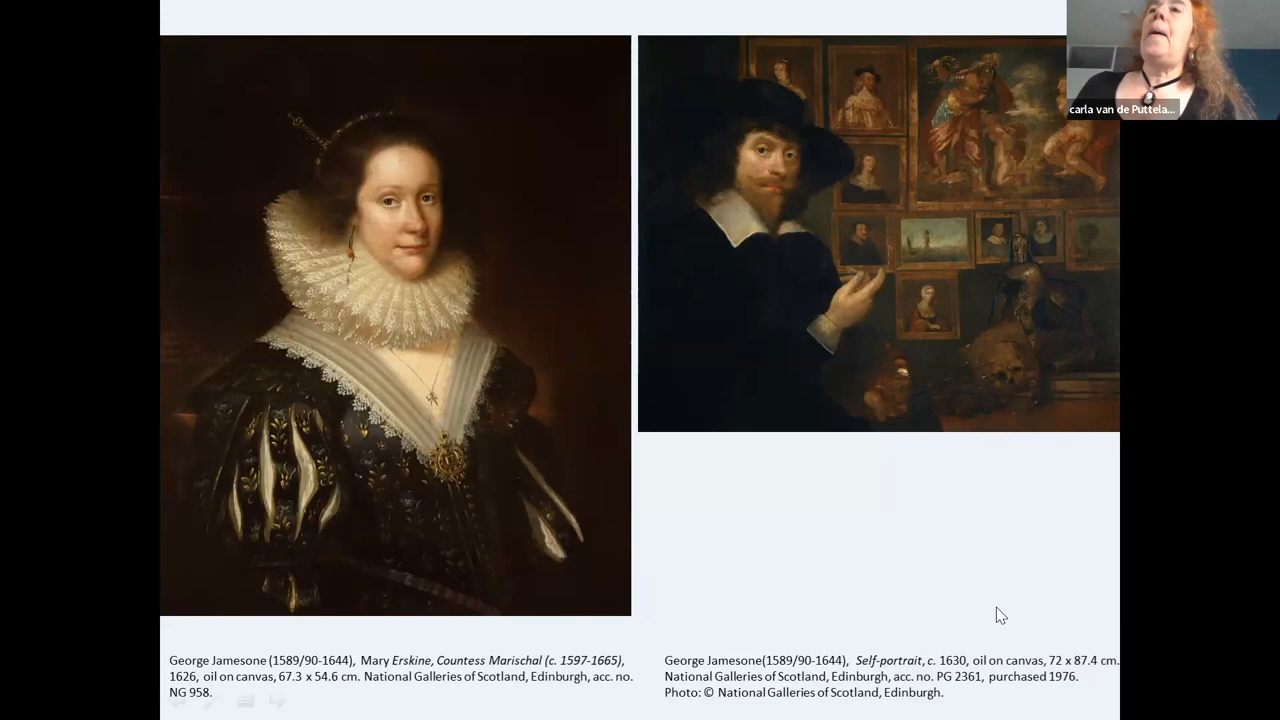 carla van de Puttela...
George Jamesone (1589/90-1644), Mary Erskine, Countess Marischal (c. 1597-1665),
1626, oil on canvas, 67.3 x 54.6 cm. National Galleries of Scotland, Edinburgh, acc. no.
NG 958.
George Jamesone(1589/90-1644), Self-portrait, c. 1630, oil on canvas, 72 x 87.4 cm.
National Galleries of Scotland, Edinburgh, acc. no. PG 2361, purchased 1976.
Photo: © National Galleries of Scotland, Edinburgh.